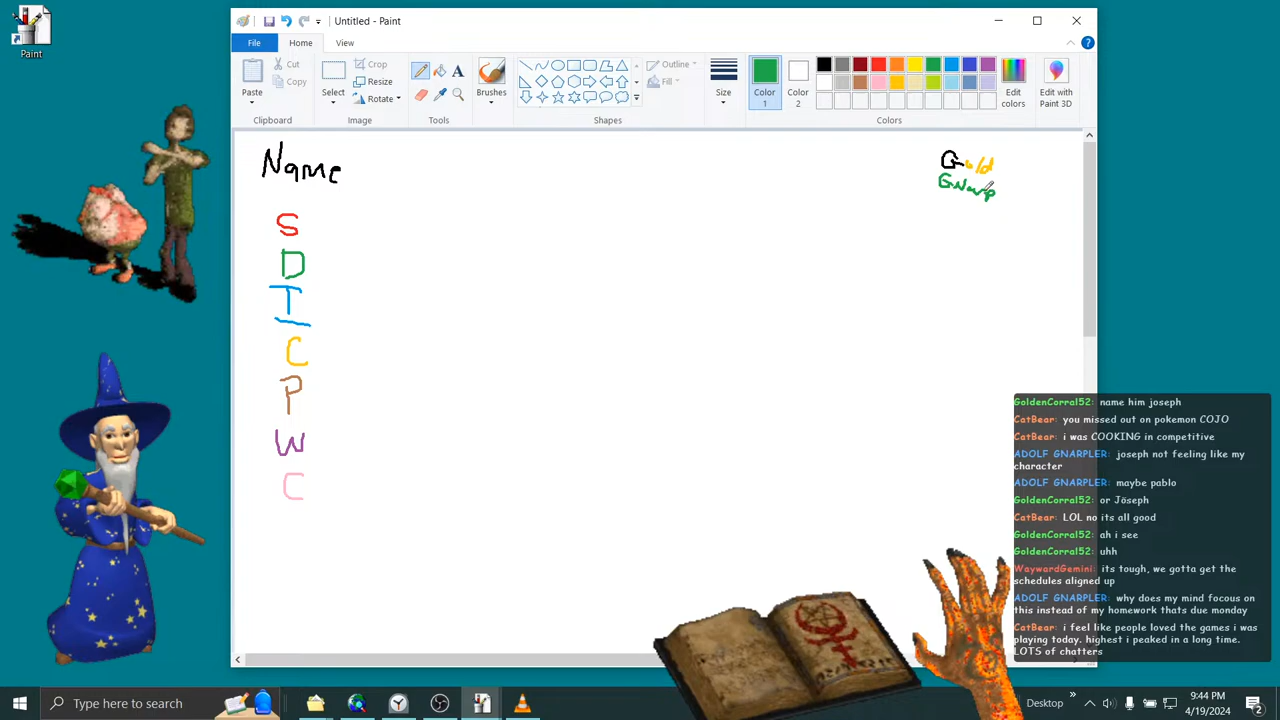 Paint
Untitled - Paint
File
Home
View
Paste
Cut
Copy
Clipboard
Select
Crop
Resize
Rotate
Image
A
Tools
Brushes
Shapes
Outline
Fill
Size
Color 1
Color 2
Edit colors
Colors
Edit with Paint 3D
Name
Gold
Gnarp
S
D
I
C
P
W
C
GoldenCorral52: name him joseph
CatBear: you missed out on pokemon COJO
CatBear: i was COOKING in competitive
ADOLF GNARPLER: joseph not feeling like my
character
ADOLF GNARPLER: maybe pablo
GoldenCorral52: or Jöseph
CatBear: LOL no its all good
GoldenCorral52: ah i see
GoldenCorral52: uhh
WaywardGemini: its tough, we gotta get the
schedules aligned up
ADOLF GNARPLER: why does my mind foocus on
this instead of my homework thats due monday
CatBear: i feel like people loved the games i was
playing today. highest i peaked in a long time.
LOTS of chatters
Type here to search
Desktop
9:44 PM
4/19/2024
2